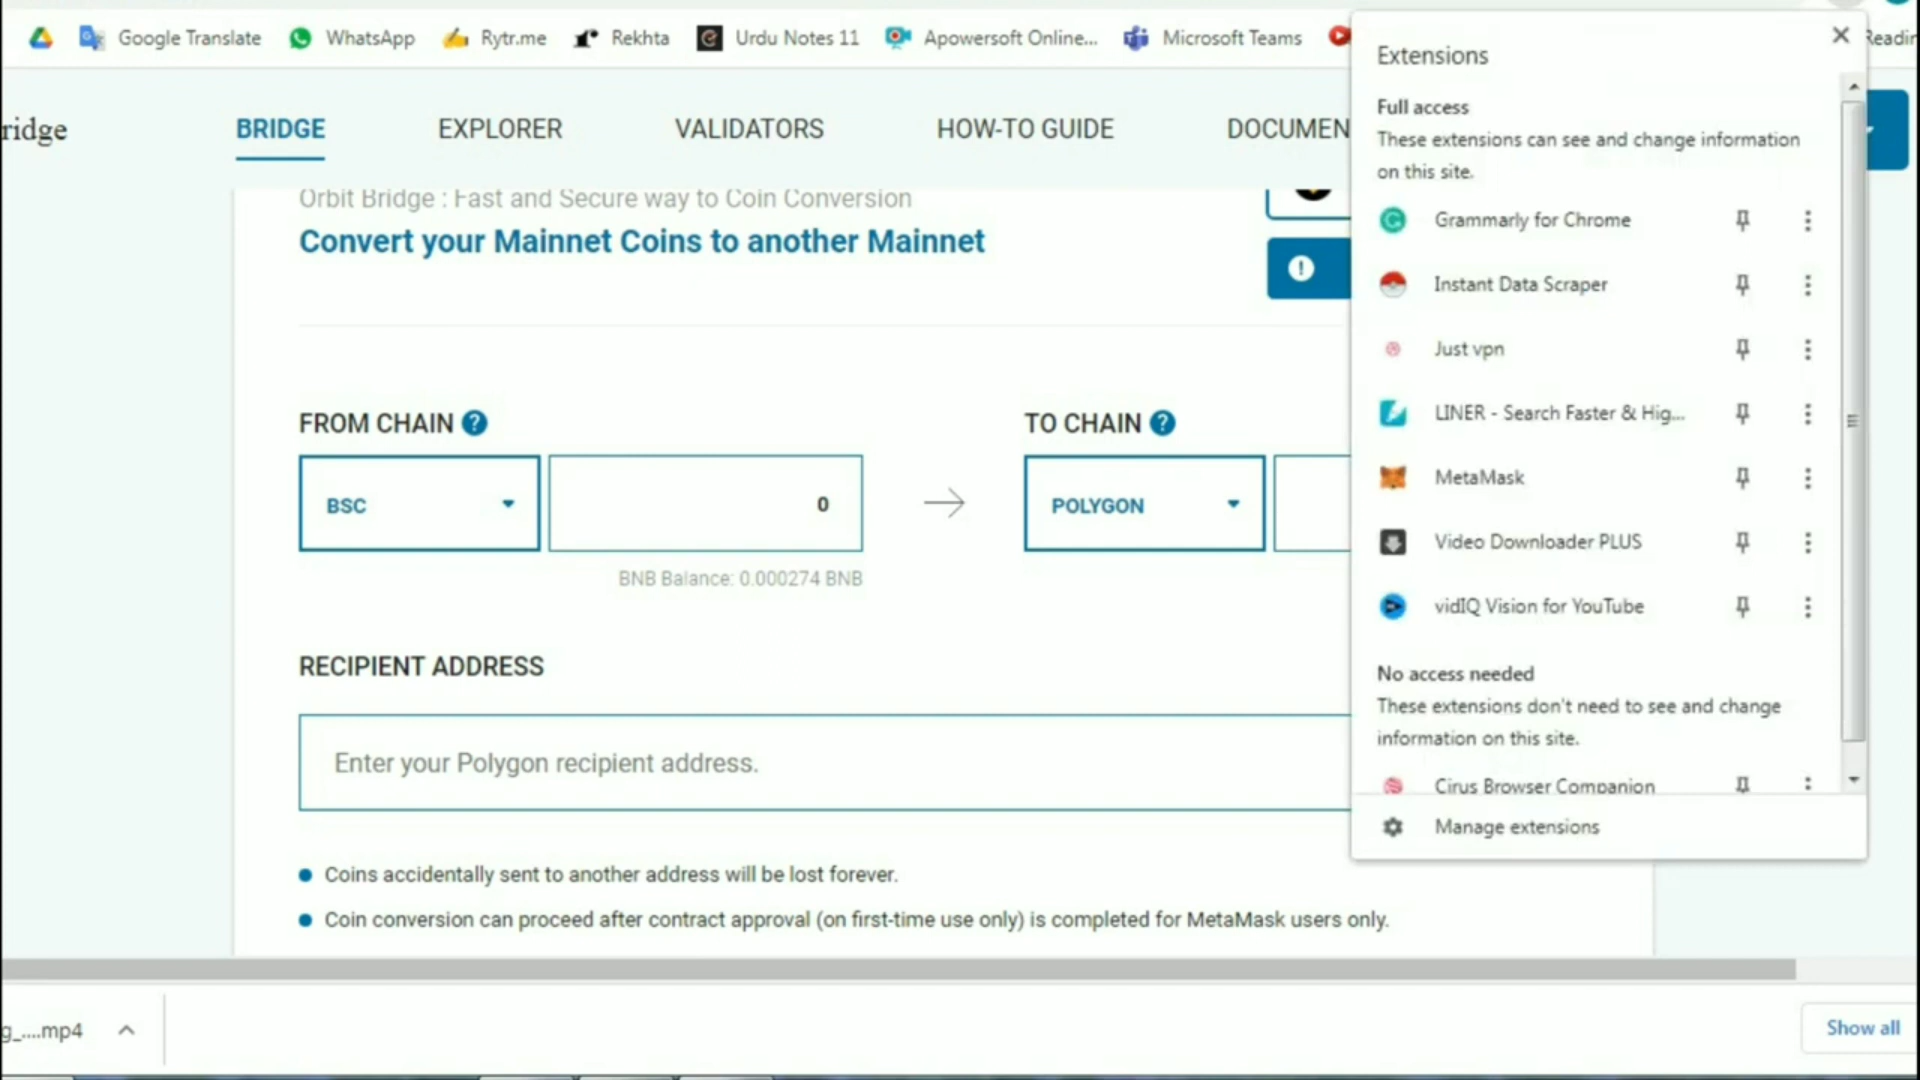 Google Translate WhatsApp Rytr.me Rekhta Urdu Notes 11 Apowersoft Online... Microsoft Teams
ridge BRIDGE EXPLORER VALIDATORS HOW-TO GUIDE DOCUMEN
Orbit Bridge : Fast and Secure way to Coin Conversion
Convert your Mainnet Coins to another Mainnet
FROM CHAIN ? TO CHAIN ?
BSC 0 POLYGON
BNB Balance: 0.000274 BNB
RECIPIENT ADDRESS
Enter your Polygon recipient address.
Coins accidentally sent to another address will be lost forever.
Coin conversion can proceed after contract approval (on first-time use only) is completed for MetaMask users only.
Extensions
Full access
These extensions can see and change information
on this site.
Grammarly for Chrome
Instant Data Scraper
Just vpn
LINER - Search Faster & Hig...
MetaMask
Video Downloader PLUS
vidIQ Vision for YouTube
No access needed
These extensions don't need to see and change
information on this site.
Cirus Browser Companion
Manage extensions
g_....mp4 Show all